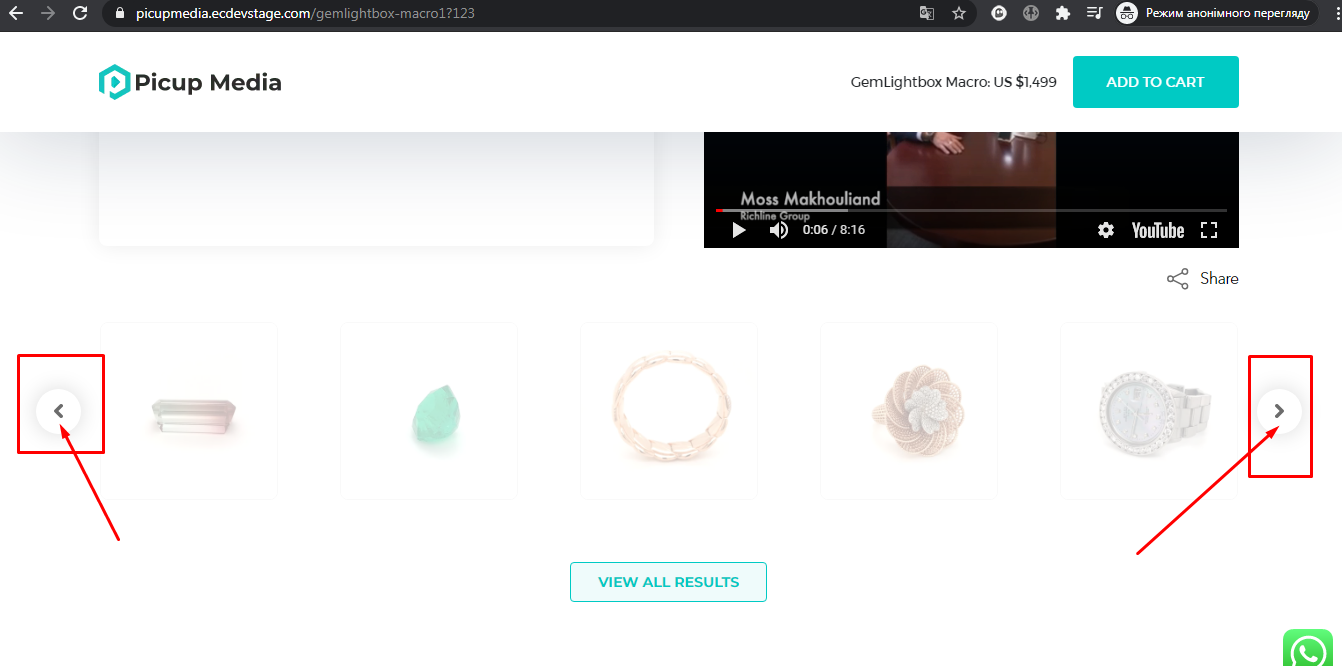 picupmedia.ecdevstage.com/gemlightbox-macro1?123
Режим анонімного перегляду
Picup Media
GemLightbox Macro: US $1,499
ADD TO CART
Moss Makhouliand
Richline Group
0:06 / 8:16
YouTube
Share
VIEW ALL RESULTS